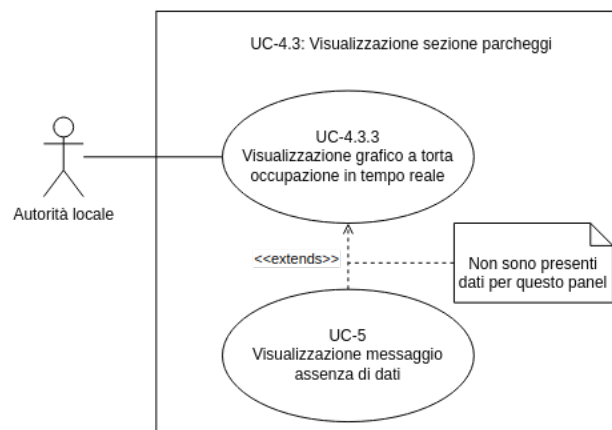 UC-4.3: Visualizzazione sezione parcheggi
UC-4.3.3
Visualizzazione grafico a torta
occupazione in tempo reale
Autorità locale
<<extends>>
Non sono presenti
dati per questo panel
UC-5
Visualizzazione messaggio
assenza di dati